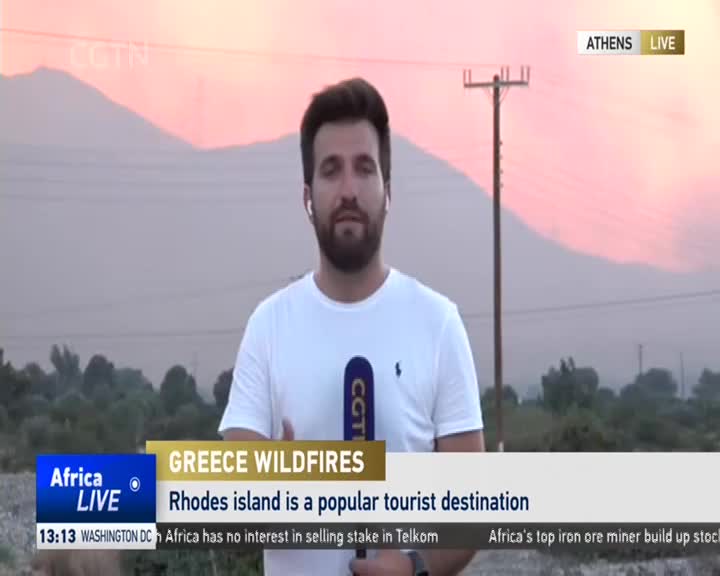 CGTN
ATHENS LIVE
CGTN
GREECE WILDFIRES
Africa
LIVE
Rhodes island is a popular tourist destination
13:13 WASHINGTON DC
Africa has no interest in selling stake in Telkom Africa's top iron ore miner build up